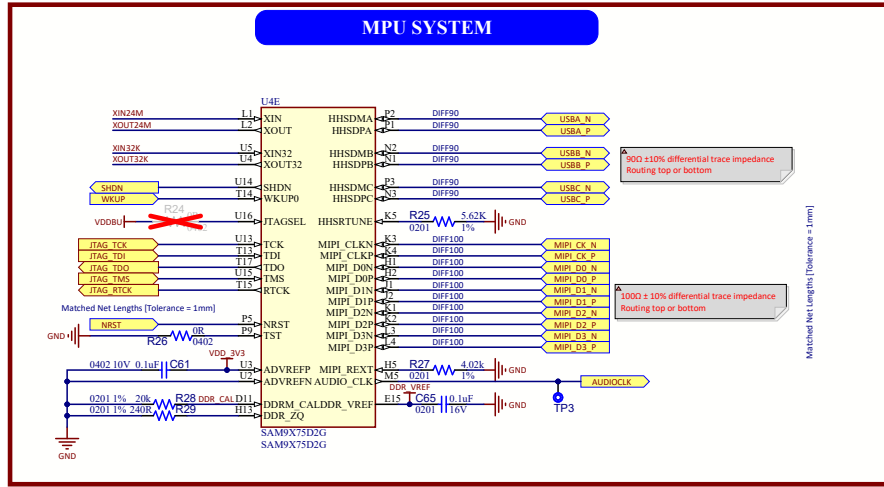 MPU SYSTEM
U4E
XIN24M L1 XIN HHSDMA P2 DIFF90 USBA_N
XOUT24M L2 XOUT HHSDPA P1 DIFF90 USBA_P
XIN32K U5 XIN32 HHSDMB N2 DIFF90 USBB_N
XOUT32K U4 XOUT32 HHSDPB N1 DIFF90 USBB_P
90Ω ±10% differential trace impedance
Routing top or bottom
SHDN U14 SHDN HHSDMC P3 DIFF90 USBC_N
WKUP T14 WKUP0 HHSDPC N3 DIFF90 USBC_P
R24
VDDBU U16 JTAGSEL HHSRTUNE K5 R25 5.62K GND
0201 1%
JTAG_TCK U13 TCK MIPI_CLKN K3 DIFF100 MIPI_CK_N
JTAG_TDI T13 TDI MIPI_CLKP K4 DIFF100 MIPI_CK_P
JTAG_TDO T17 TDO MIPI_D0N H1 DIFF100 MIPI_D0_N
JTAG_TMS U15 TMS MIPI_D0P H2 DIFF100 MIPI_D0_P
JTAG_RTCK T15 RTCK MIPI_D1N J1 DIFF100 MIPI_D1_N
MIPI_D1P J2 DIFF100 MIPI_D1_P
100Ω ± 10% differential trace impedance
Routing top or bottom
Matched Net Lengths [Tolerance = 1mm]
MIPI_D2N K1 DIFF100 MIPI_D2_N
NRST P5 NRST MIPI_D2P K2 DIFF100 MIPI_D2_P
GND R26 0R 0402 P9 TST MIPI_D3N L3 DIFF100 MIPI_D3_N
MIPI_D3P L4 DIFF100 MIPI_D3_P
Matched Net Lengths [Tolerance = 1mm]
VDD_3V3
0402 10V 0.1uF C61 U3 ADVREFP MIPI_REXT H5 R27 4.02k GND
0201 1%
U2 ADVREFN AUDIO_CLK M5 AUDIOCLK
TP3
DDR_VREF
0201 1% 20k R28 DDR_CAL D11 DDRM_CAL DDR_VREF E15 C65 0.1uF GND
0201 16V
0201 1% 240R R29 H13 DDR_ZQ
GND
SAM9X75D2G
SAM9X75D2G